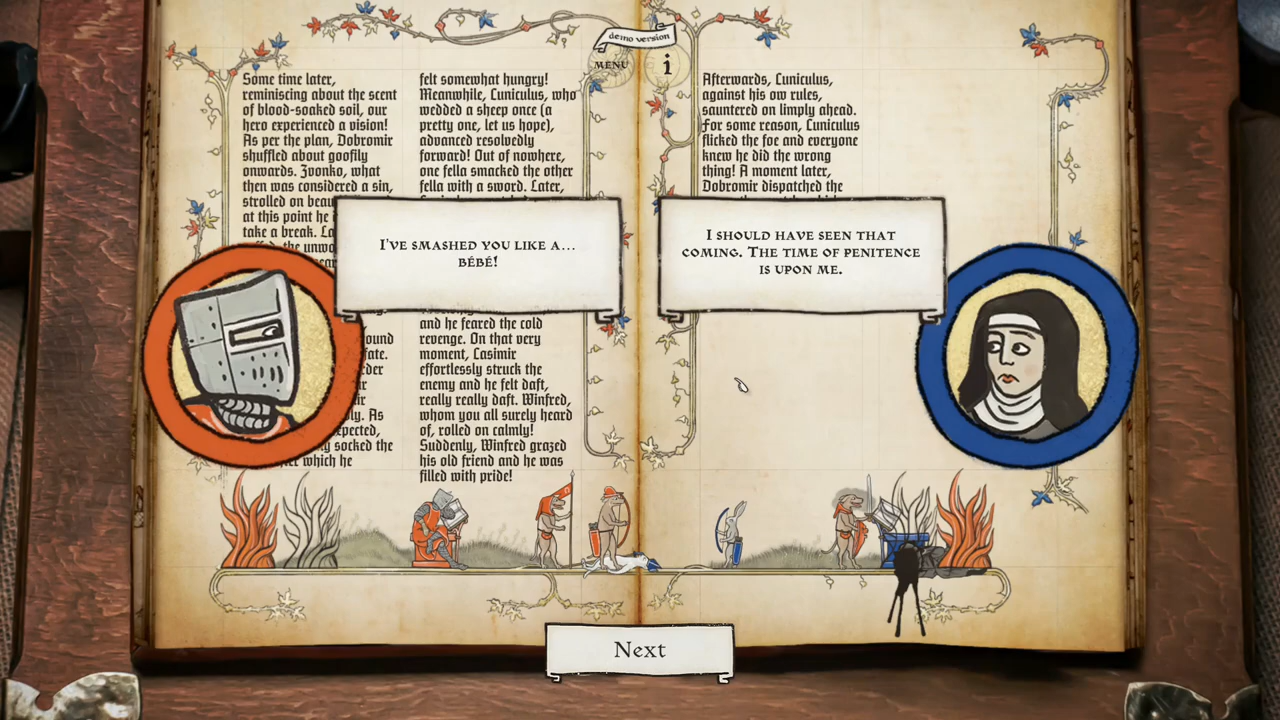 demo version
MENU
i
Some time later,
reminiscing about the scent
of blood-soaked soil, our
hero experienced a vision!
As per the plan, Dobromir
shuffled about goofily
onwards. Zvonko, what
then was considered a sin,
strolled on
at this point he
take a break.
the
felt somewhat hungry!
Meanwhile, Cuniculus, who
wedded a sheep once (a
pretty one, let us hope),
advanced resolvedly
forward! Out of nowhere,
one fella smacked the other
fella with a sword. Later,
and he feared the cold
revenge. On that very
moment, Casimir
effortlessly struck the
enemy and he felt daft,
really really daft. Winfred,
whom you all surely heard
of, rolled on calmly!
Suddenly, Winfred grazed
his old friend and he was
filled with pride!
As
socked the
which he
Afterwards, Cuniculus,
against his ow rules,
sauntered on limply ahead.
For some reason, Cuniculus
flicked the foe and everyone
knew he did the wrong
thing! A moment later,
Dobromir dispatched the
I've smashed you like a...
bébé!
I should have seen that
coming. The time of penitence
is upon me.
Next